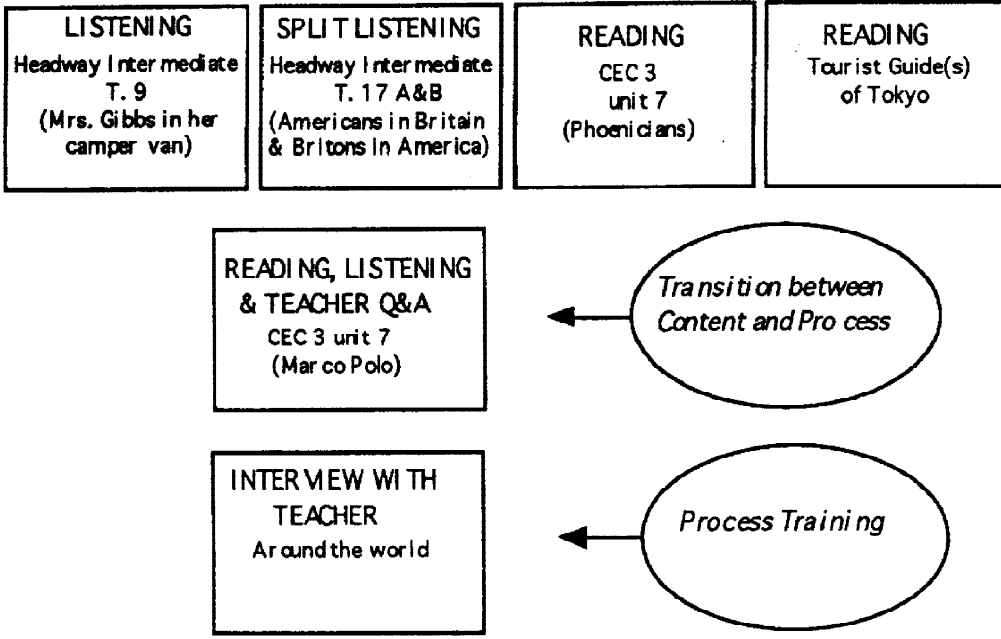 LISTENING
Headway Intermediate
T. 9
(Mrs. Gibbs in her
camper van)
SPLIT LISTENING
Headway Intermediate
T. 17 A&B
(Americans in Britain
& Britons in America)
READING
CEC 3
unit 7
(Phoenicians)
READING
Tourist Guide(s)
of Tokyo
READING, LISTENING
& TEACHER Q&A
CEC 3 unit 7
(Marco Polo)
Transition between
Content and Process
INTERVIEW WITH
TEACHER
Around the world
Process Training